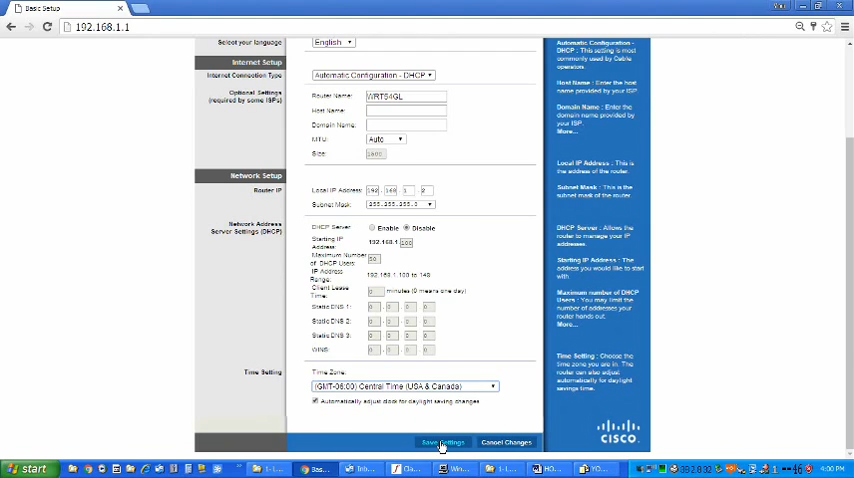 Basic Setup
192.168.1.1
Select your language
English
Internet Setup
Internet Connection Type
Automatic Configuration - DHCP
Optional Settings
(required by some ISPs)
Router Name: WRT54GL
Host Name:
Domain Name:
MTU: Auto
Size:
Network Setup
Router IP
Local IP Address: 192 . 168 . 1 . 2
Subnet Mask: 255.255.255.0
Network Address
Server Settings (DHCP)
DHCP Server: Enable Disable
Starting IP
Address: 192.168.1. 100
Maximum Number
of DHCP Users: 50
IP Address
Range: 192.168.1.100 to 149
Client Lease
Time: 0 minutes (0 means one day)
Static DNS 1: 0 . 0 . 0 . 0
Static DNS 2: 0 . 0 . 0 . 0
Static DNS 3: 0 . 0 . 0 . 0
WINS: 0 . 0 . 0 . 0
Time Setting
Time Zone:
(GMT-06:00) Central Time (USA & Canada)
Automatically adjust clock for daylight saving changes
Save Settings
Cancel Changes
Automatic Configuration -
DHCP : This setting is most
commonly used by Cable
operators.
Host Name : Enter the host
name provided by your ISP.
Domain Name : Enter the
domain name provided by
your ISP.
More...
Local IP Address : This is
the address of the router.
Subnet Mask : This is the
subnet mask of the router.
DHCP Server : Allows the
router to manage your IP
addresses.
Starting IP Address : The
address you would like to start
with.
Maximum number of DHCP
Users : You may limit the
number of addresses your
router hands out.
More...
Time Setting : Choose the
time zone you are in. The
router can also adjust
automatically for daylight
savings time.
CISCO
start
1-L...
Bas...
Inb...
Cla...
Win...
1-L...
HO...
YO...
4:00 PM